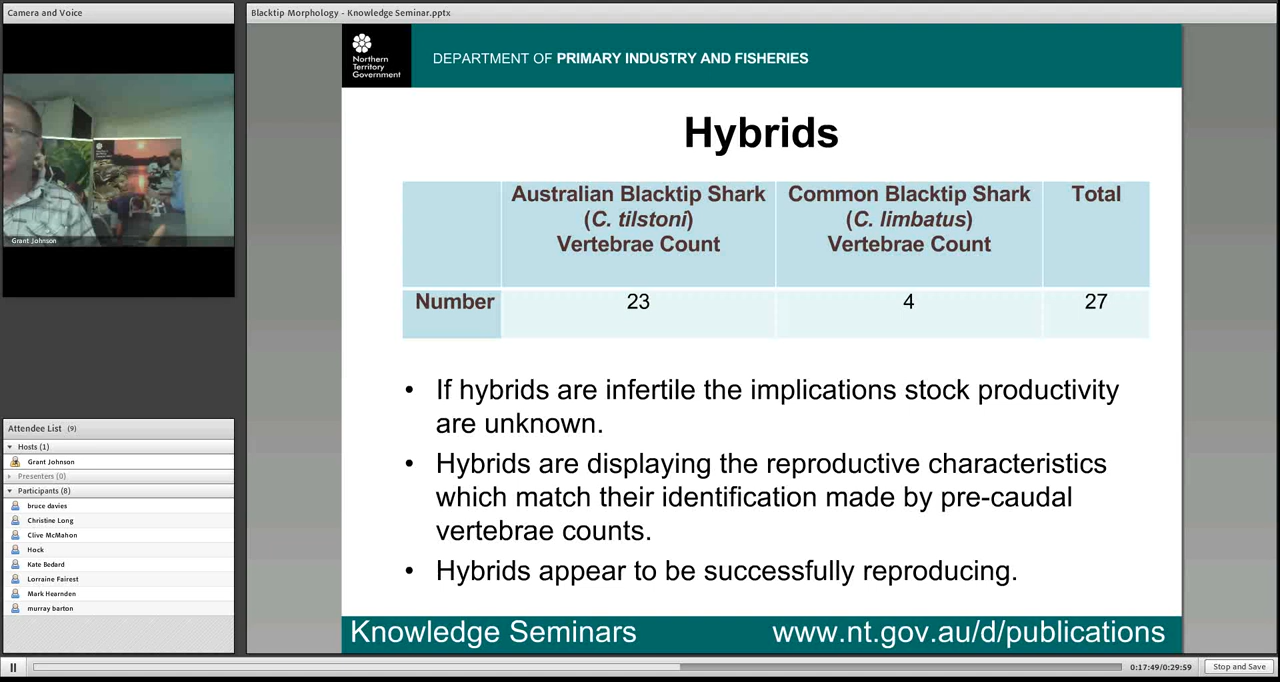 Camera and Voice
Blacktip Morphology - Knowledge Seminar.pptx
Northern
Territory
Government
DEPARTMENT OF PRIMARY INDUSTRY AND FISHERIES
Hybrids
Australian Blacktip Shark
(C. tilstoni)
Vertebrae Count
Common Blacktip Shark
(C. limbatus)
Vertebrae Count
Total
Number
23
4
27
• If hybrids are infertile the implications stock productivity
are unknown.
• Hybrids are displaying the reproductive characteristics
which match their identification made by pre-caudal
vertebrae counts.
• Hybrids appear to be successfully reproducing.
Knowledge Seminars
www.nt.gov.au/d/publications
Grant Johnson
Attendee List (9)
Hosts (1)
Grant Johnson
Presenters (0)
Participants (8)
bruce davies
Christine Long
Clive McMahon
Hock
Kate Bedard
Lorraine Fairest
Mark Hearnden
murray barton
0:17:49/0:29:59
Stop and Save